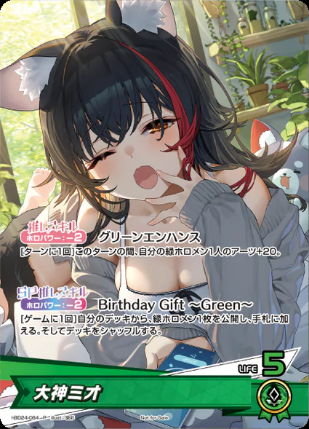 推しスキル
ホロパワー：－2
グリーンエンハンス
[ターンに1回]このターンの間、自分の緑ホロメン1人のアーツ+20。
SP推しスキル
ホロパワー：－2
Birthday Gift ～Green～
[ゲームに1回]自分のデッキから、緑ホロメン1枚を公開し、手札に加
える。そしてデッキをシャッフルする。
LIFE 5
大神ミオ
Not for Sale